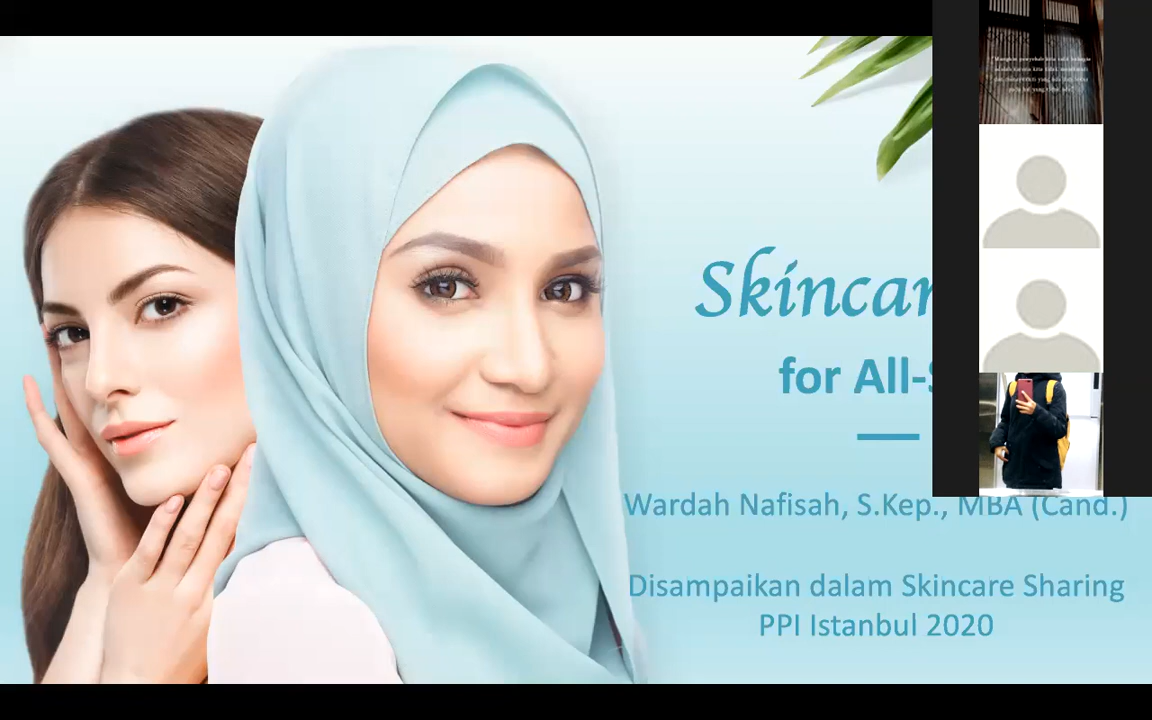 Skincar
for All-
Wardah Nafisah, S.Kep., MBA (Cand.)
Disampaikan dalam Skincare Sharing
PPI Istanbul 2020